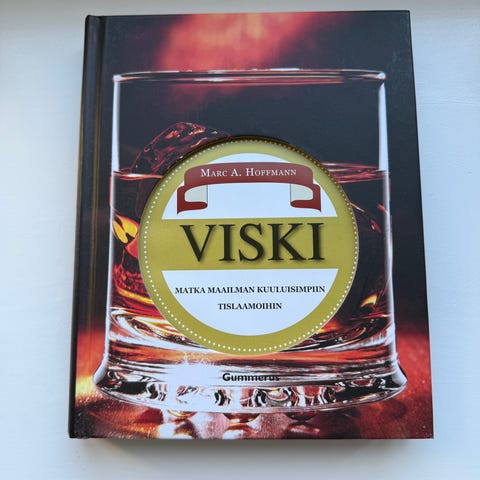 MARC A. HOFFMANN
VISKI
MATKA MAAILMAN KUULUISIMPIIN
TISLAAMOIHIN
Gummerus